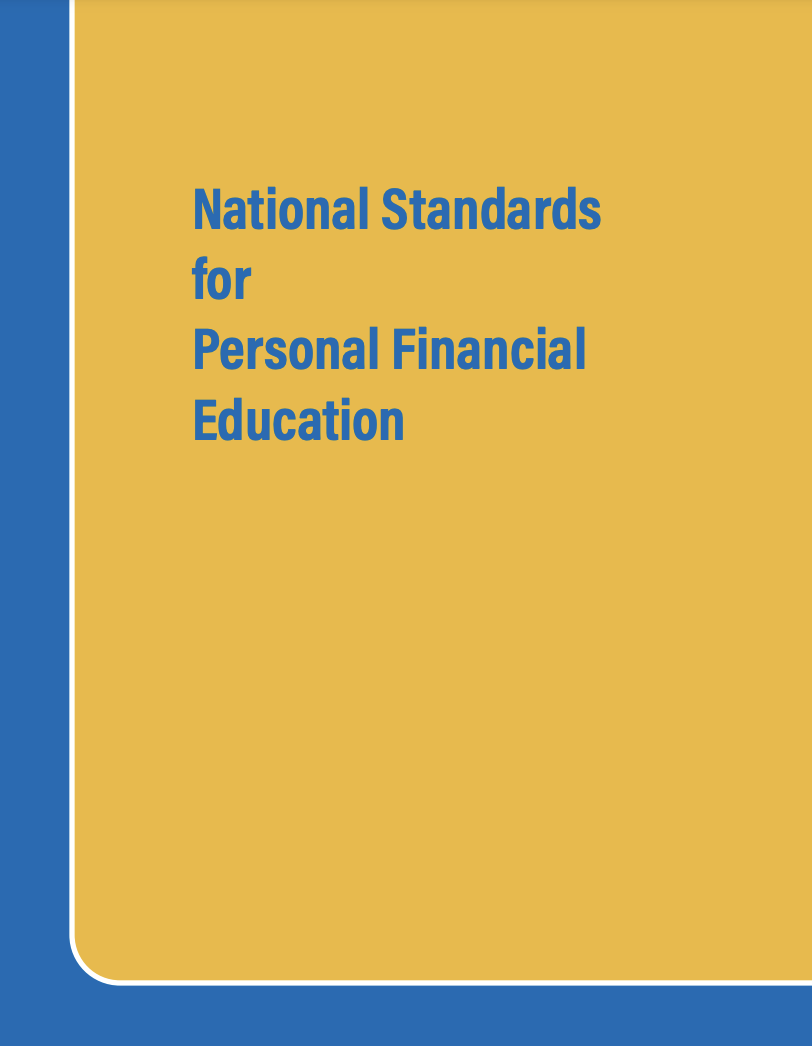 National Standards
for
Personal Financial
Education